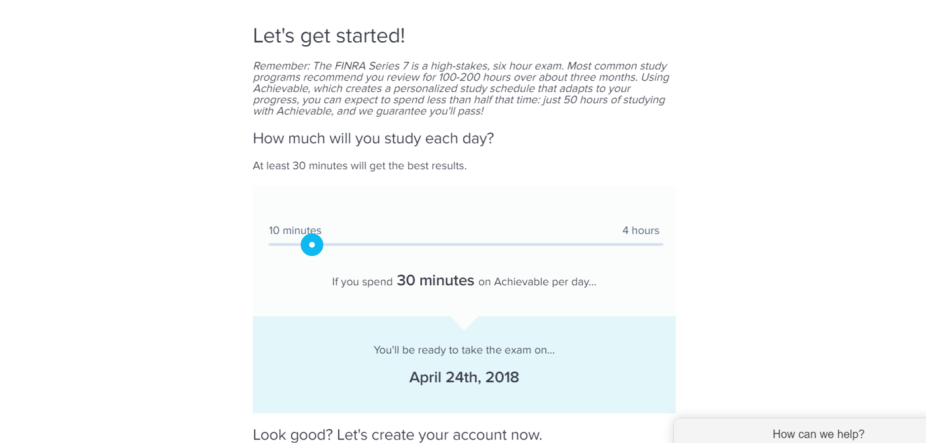 Let's get started!
Remember: The FINRA Series 7 is a high-stakes, six hour exam. Most common study
programs recommend you review for 100-200 hours over about three months. Using
Achievable, which creates a personalized study schedule that adapts to your
progress, you can expect to spend less than half that time: just 50 hours of studying
with Achievable, and we guarantee you'll pass!
How much will you study each day?
At least 30 minutes will get the best results.
10 minutes 4 hours
If you spend 30 minutes on Achievable per day...
You'll be ready to take the exam on...
April 24th, 2018
Look good? Let's create your account now.
How can we help?